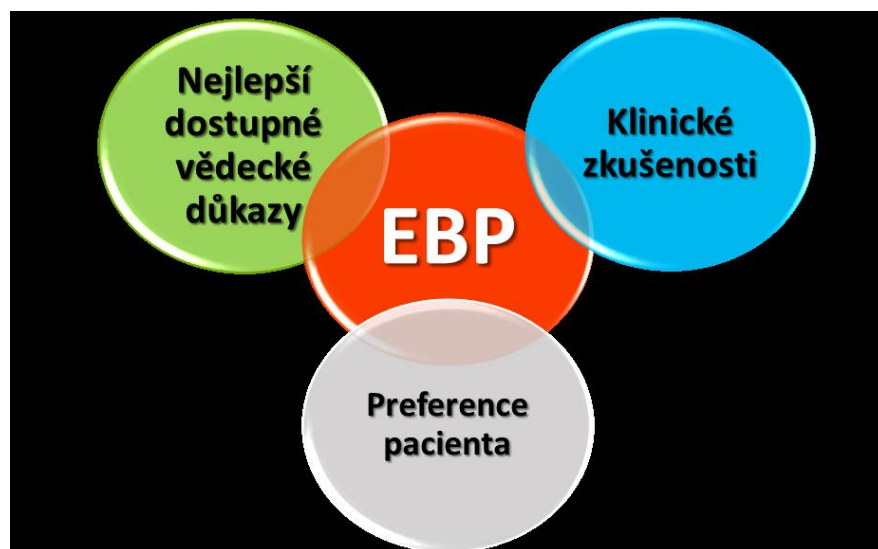 Nejlepší
dostupné
vědecké
důkazy
Klinické
zkušenosti
EBP
Preference
pacienta